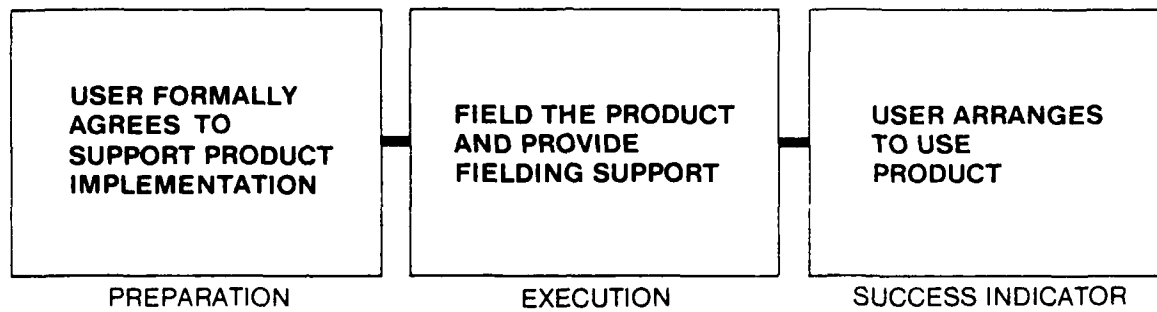 USER FORMALLY
AGREES TO
SUPPORT PRODUCT
IMPLEMENTATION
FIELD THE PRODUCT
AND PROVIDE
FIELDING SUPPORT
USER ARRANGES
TO USE
PRODUCT
PREPARATION
EXECUTION
SUCCESS INDICATOR